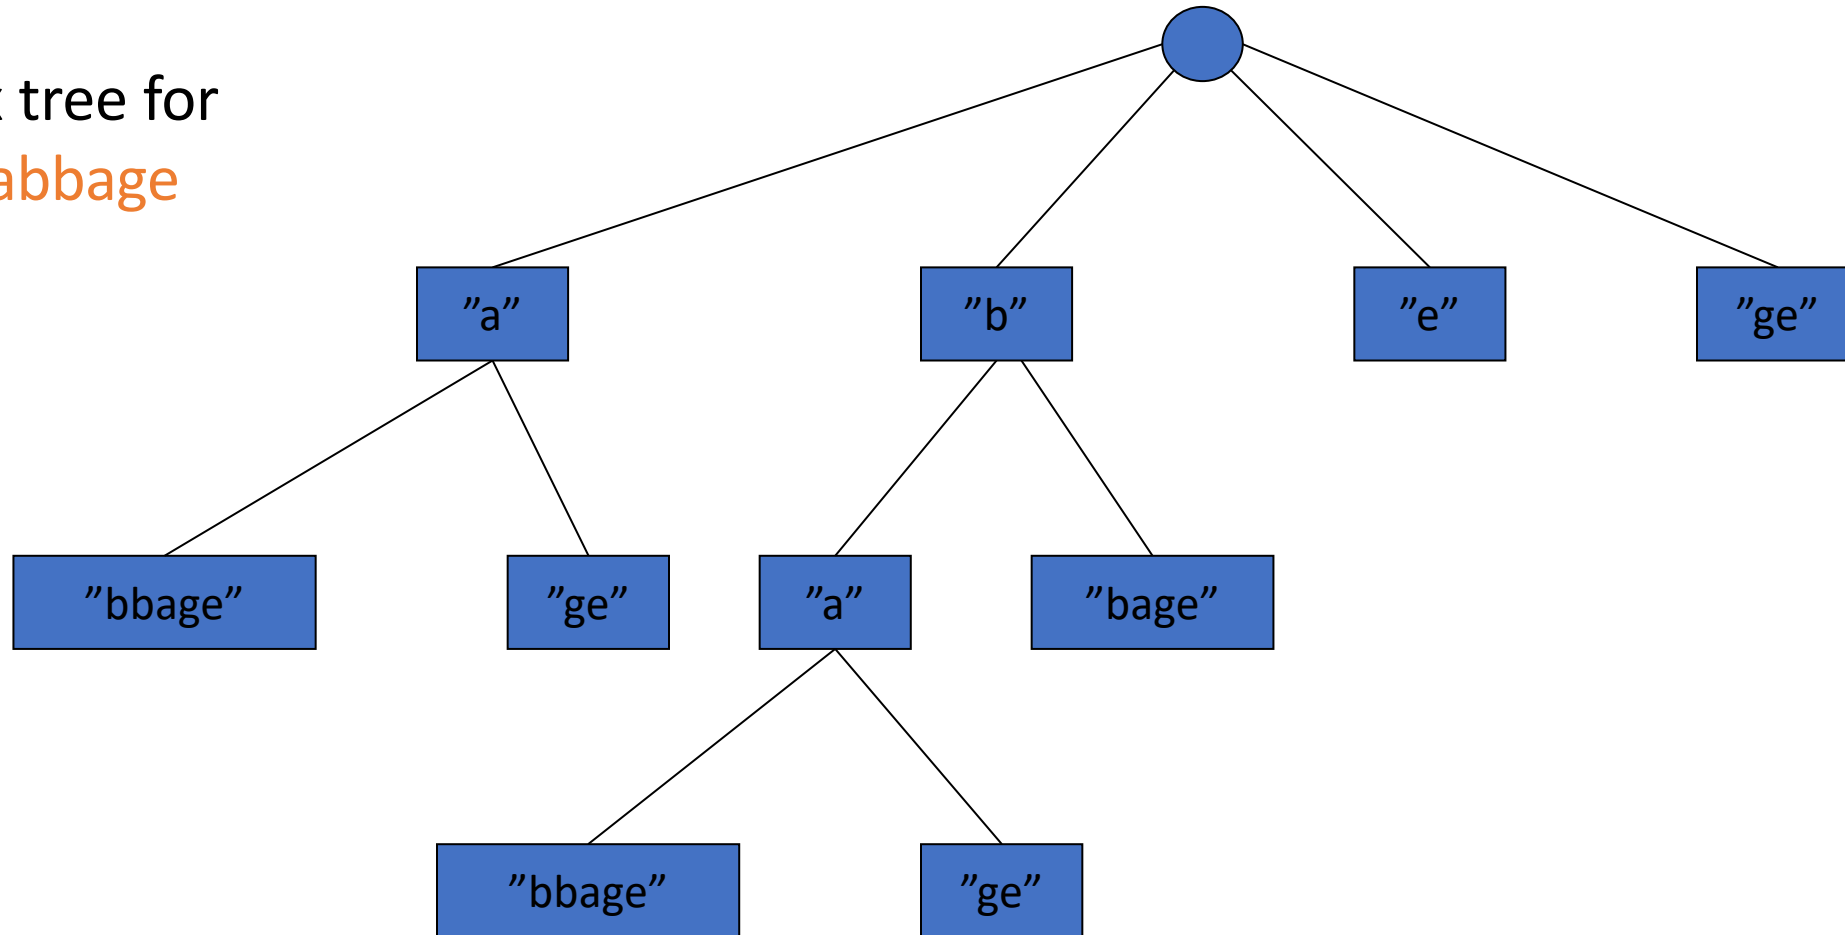 tree for
abbage
”a”
”b”
”e”
”ge”
”bbage”
”ge”
”a”
”bage”
”bbage”
”ge”